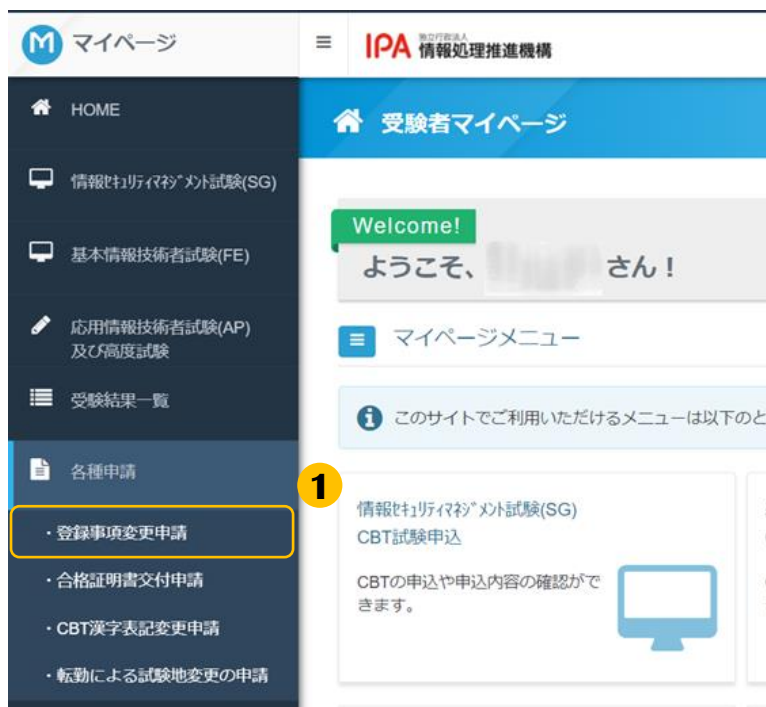 マイページ
独立行政法人
IPA 情報処理推進機構
HOME
情報ｾｷｭﾘﾃｨﾏﾈｼﾞﾒﾝﾄ試験(SG)
基本情報技術者試験(FE)
応用情報技術者試験(AP)
及び高度試験
受験結果一覧
各種申請
・登録事項変更申請
・合格証明書交付申請
・CBT漢字表記変更申請
・転勤による試験地変更の申請
受験者マイページ
Welcome!
ようこそ、 さん！
マイページメニュー
このサイトでご利用いただけるメニューは以下のと
1
情報ｾｷｭﾘﾃｨﾏﾈｼﾞﾒﾝﾄ試験(SG)
CBT試験申込
CBTの申込や申込内容の確認がで
きます。